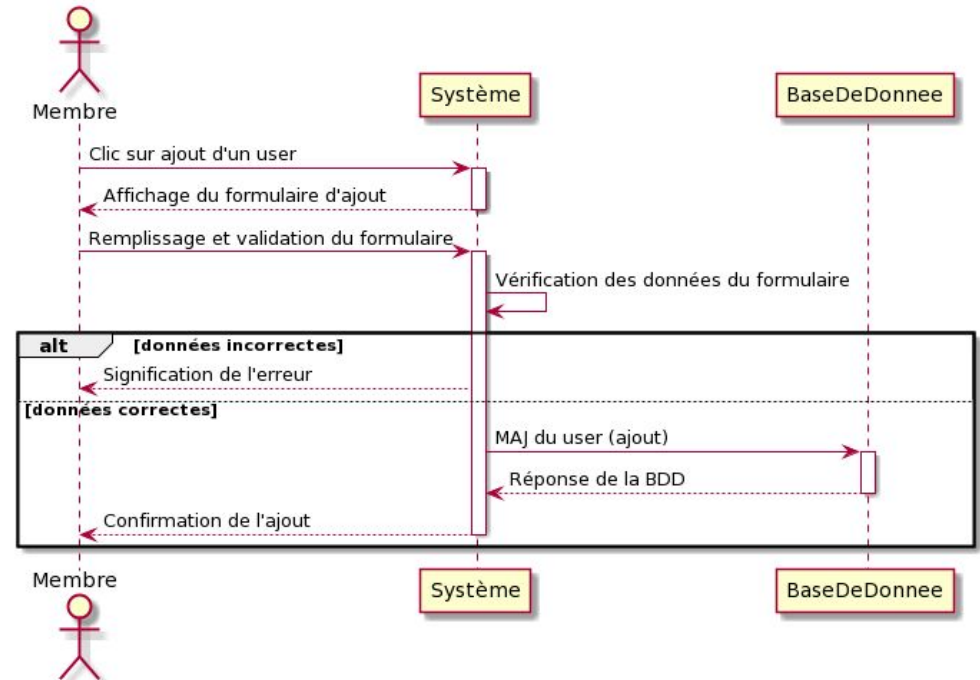 Membre
Système
BaseDeDonnee
Clic sur ajout d'un user
Affichage du formulaire d'ajout
Remplissage et validation du formulaire
Vérification des données du formulaire
alt [données incorrectes]
Signification de l'erreur
[données correctes]
MAJ du user (ajout)
Réponse de la BDD
Confirmation de l'ajout
Membre
Système
BaseDeDonnee